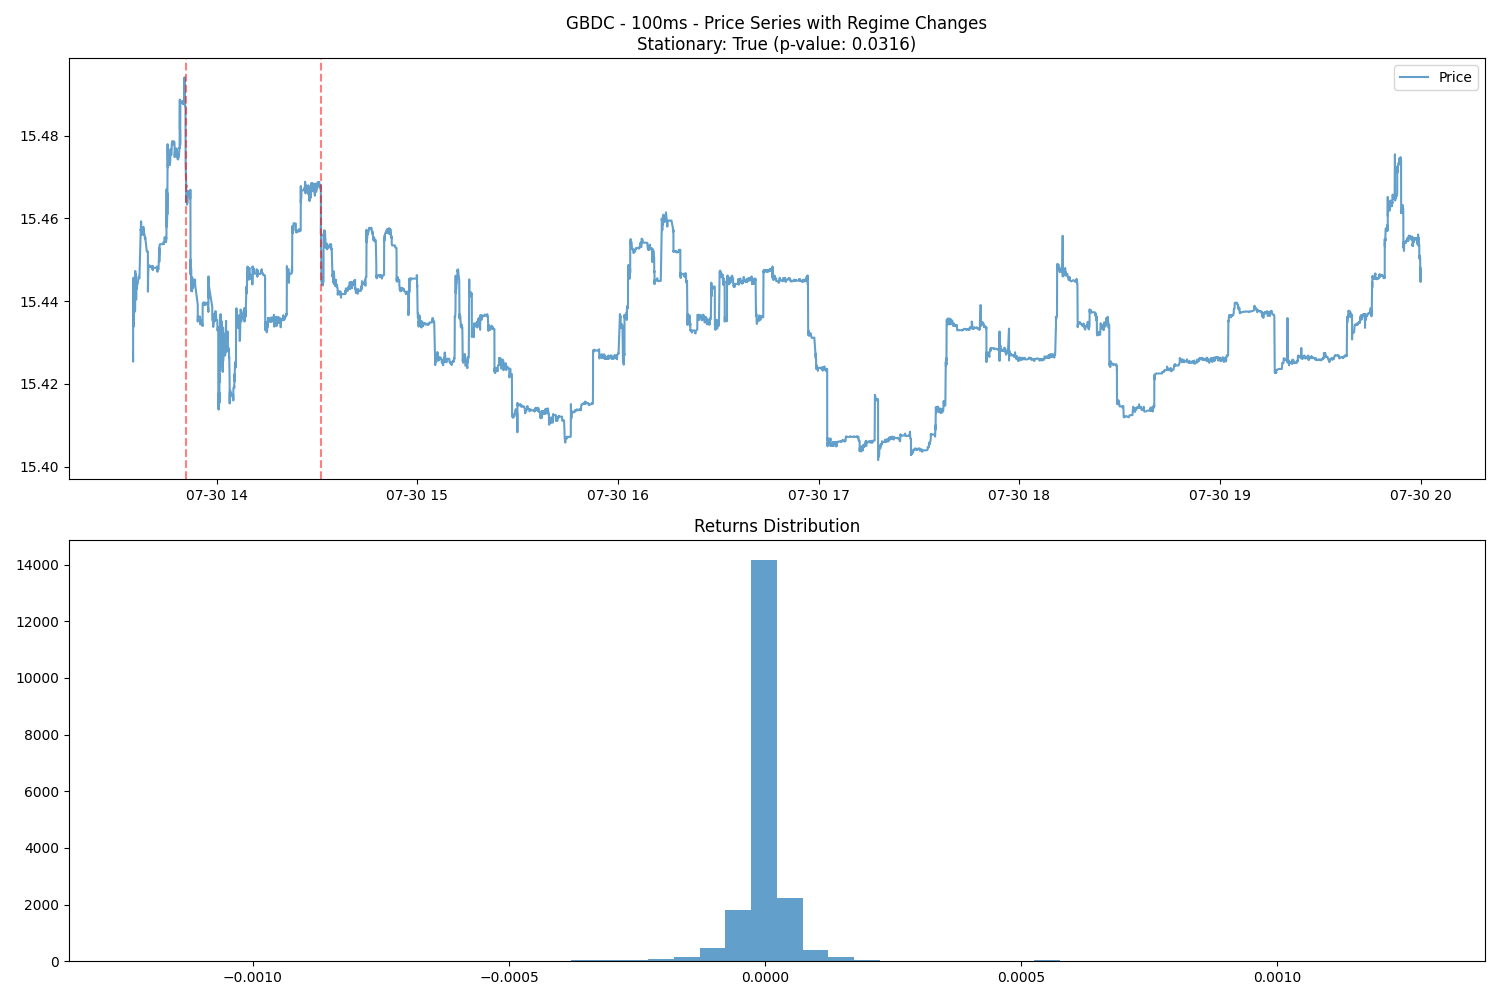 GBDC - 100ms - Price Series with Regime Changes
Stationary: True (p-value: 0.0316)
Price
15.48
15.46
15.44
15.42
15.40
07-30 14 07-30 15 07-30 16 07-30 17 07-30 18 07-30 19 07-30 20
Returns Distribution
14000
12000
10000
8000
6000
4000
2000
0
−0.0010 −0.0005 0.0000 0.0005 0.0010